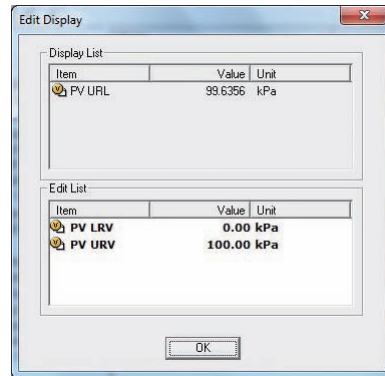 Edit Display
Display List
Item Value Unit
PV URL 99.6356 kPa
Edit List
Item Value Unit
PV LRV 0.00 kPa
PV URV 100.00 kPa
OK